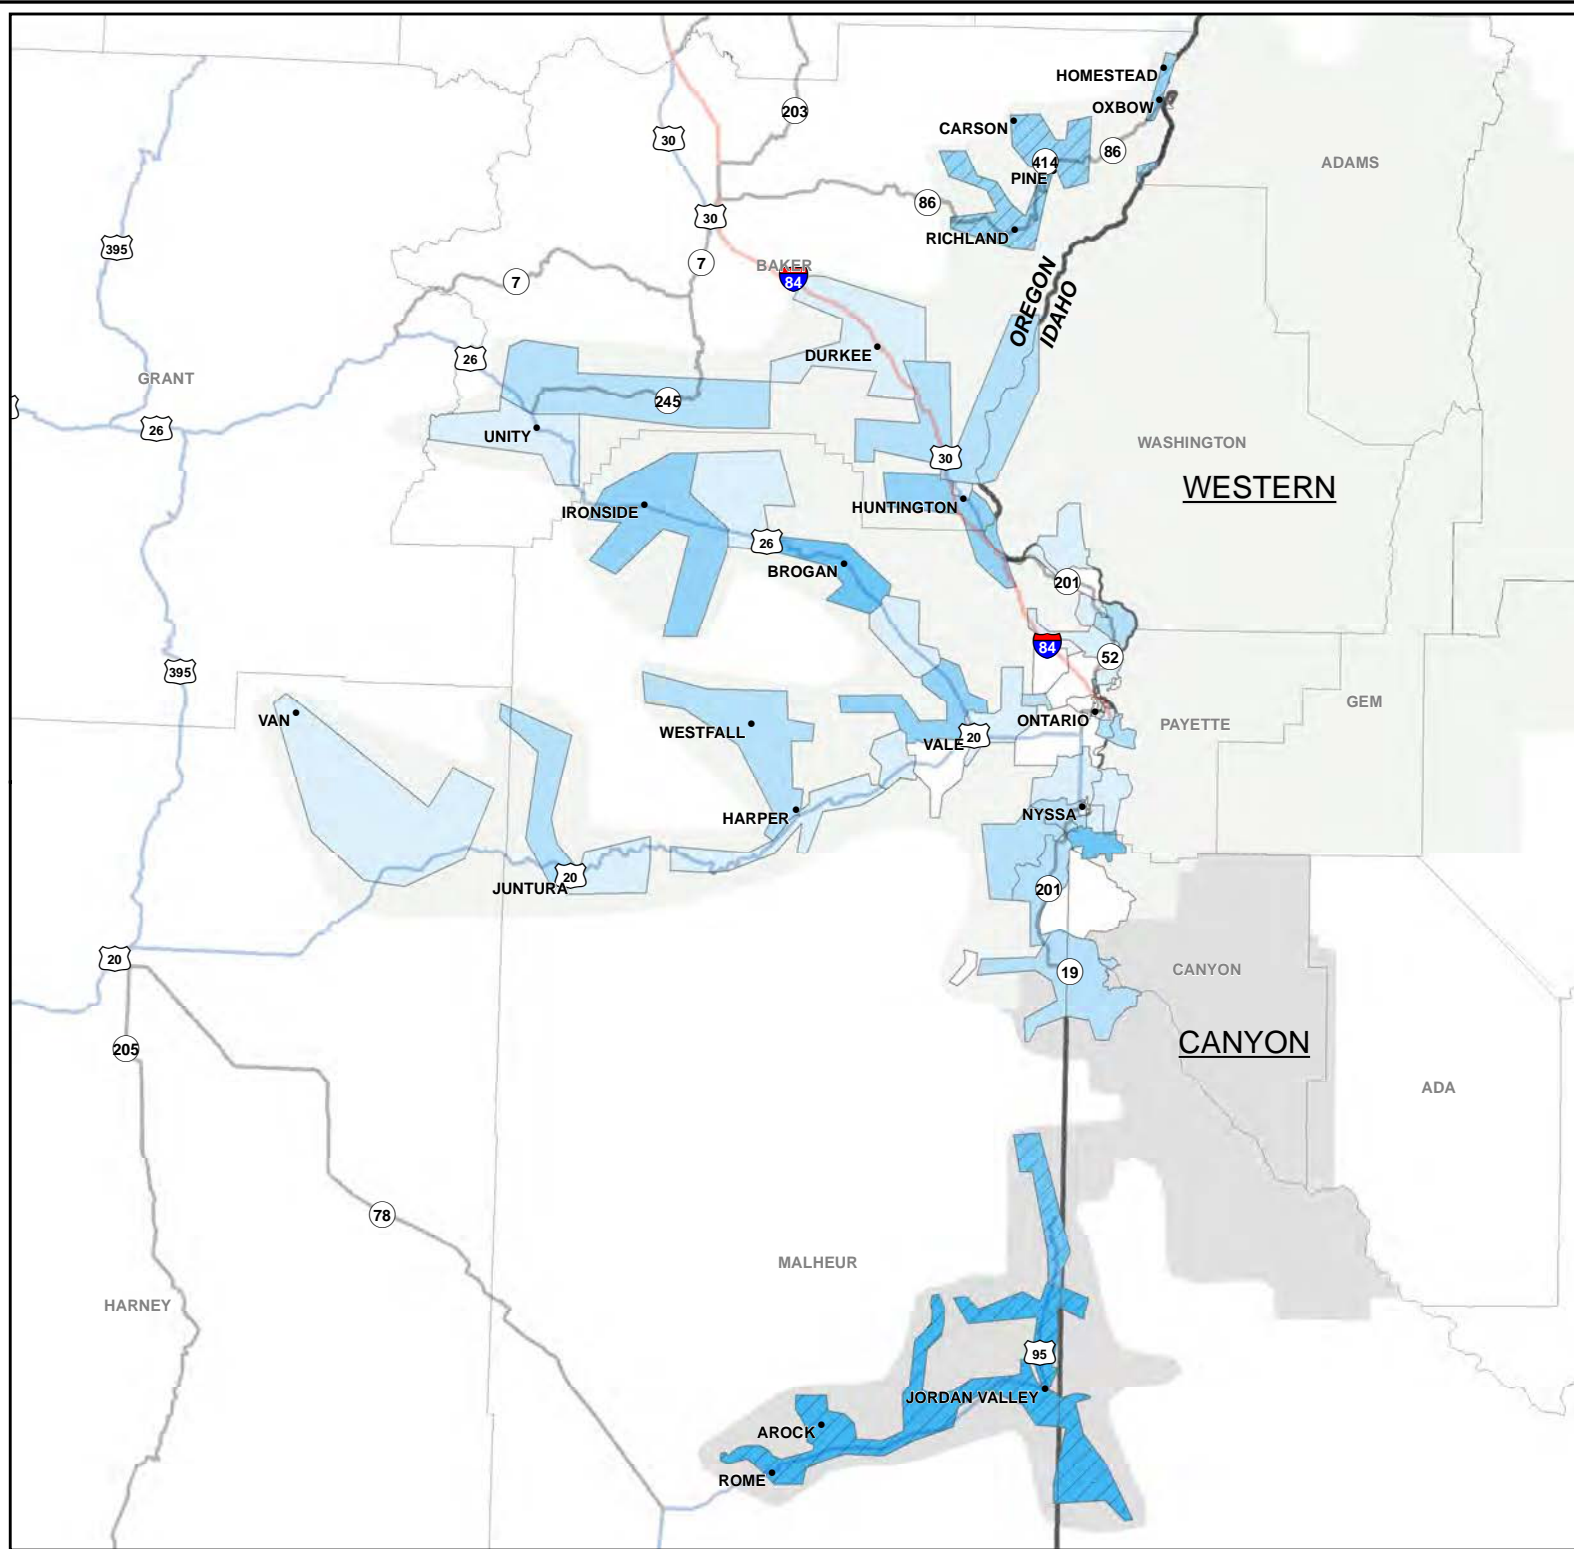 HOMESTEAD
OXBOW
203
CARSON
30
86
414
ADAMS
PINE
86
30
RICHLAND
395
7
BAKER
7
84
OREGON
IDAHO
DURKEE
26
GRANT
245
26
UNITY
WASHINGTON
30
WESTERN
HUNTINGTON
IRONSIDE
26
BROGAN
201
84
52
395
GEM
VAN
ONTARIO
PAYETTE
WESTFALL
VALE
20
HARPER
NYSSA
20
JUNTURA
201
20
19
CANYON
CANYON
205
ADA
78
MALHEUR
HARNEY
95
JORDAN VALLEY
AROCK
ROME